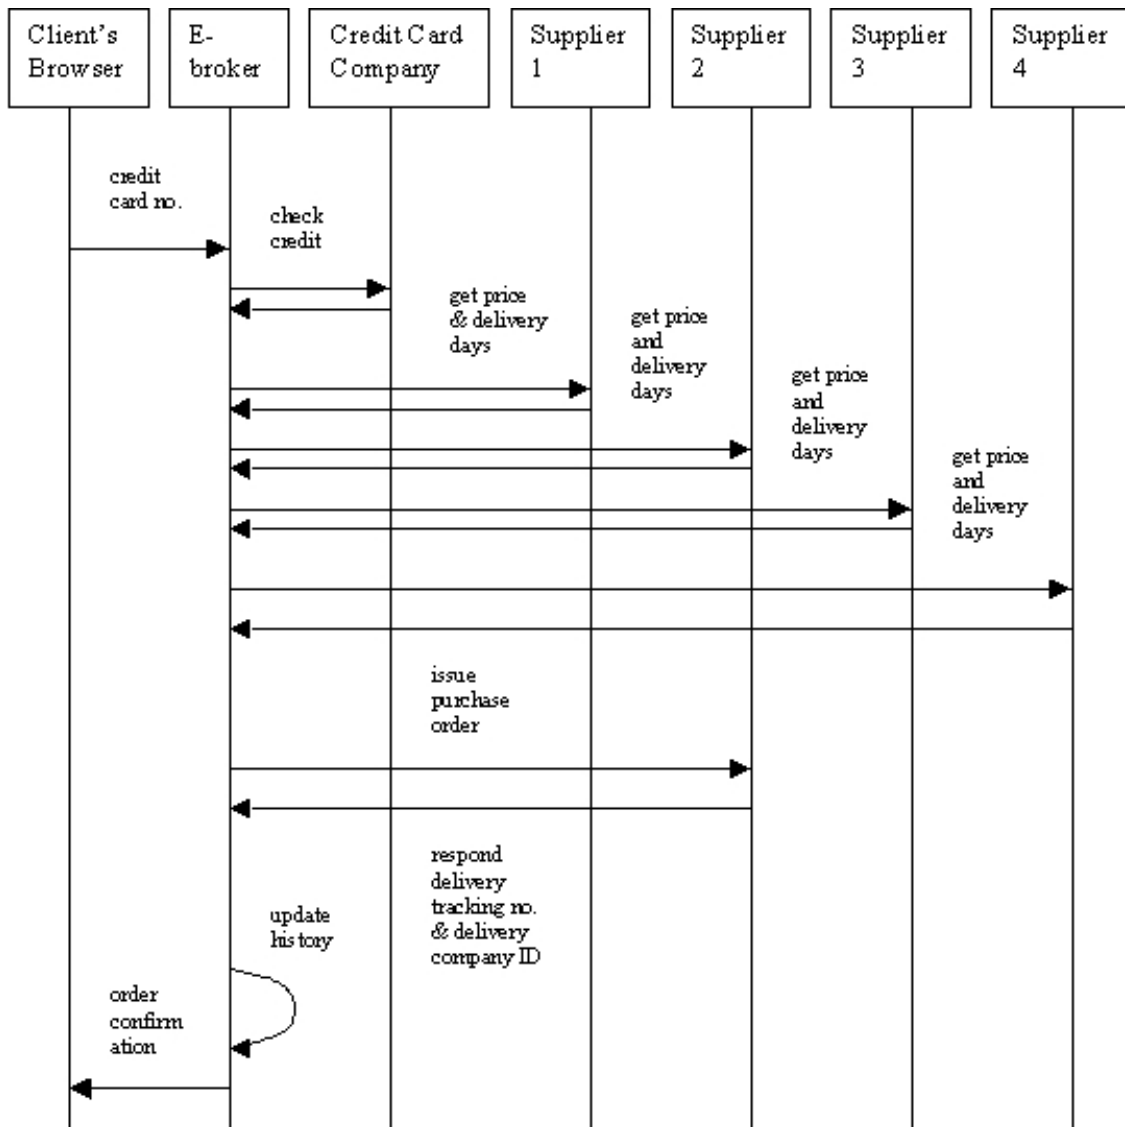 Client's
Browser
E-
broker
Credit Card
Company
Supplier
1
Supplier
2
Supplier
3
Supplier
4
credit
card no.
check
credit
get price
& delivery
days
get price
and
delivery
days
get price
and
delivery
days
get price
and
delivery
days
issue
purchase
order
respond
delivery
tracking no.
& delivery
company ID
update
history
order
confirm
ation